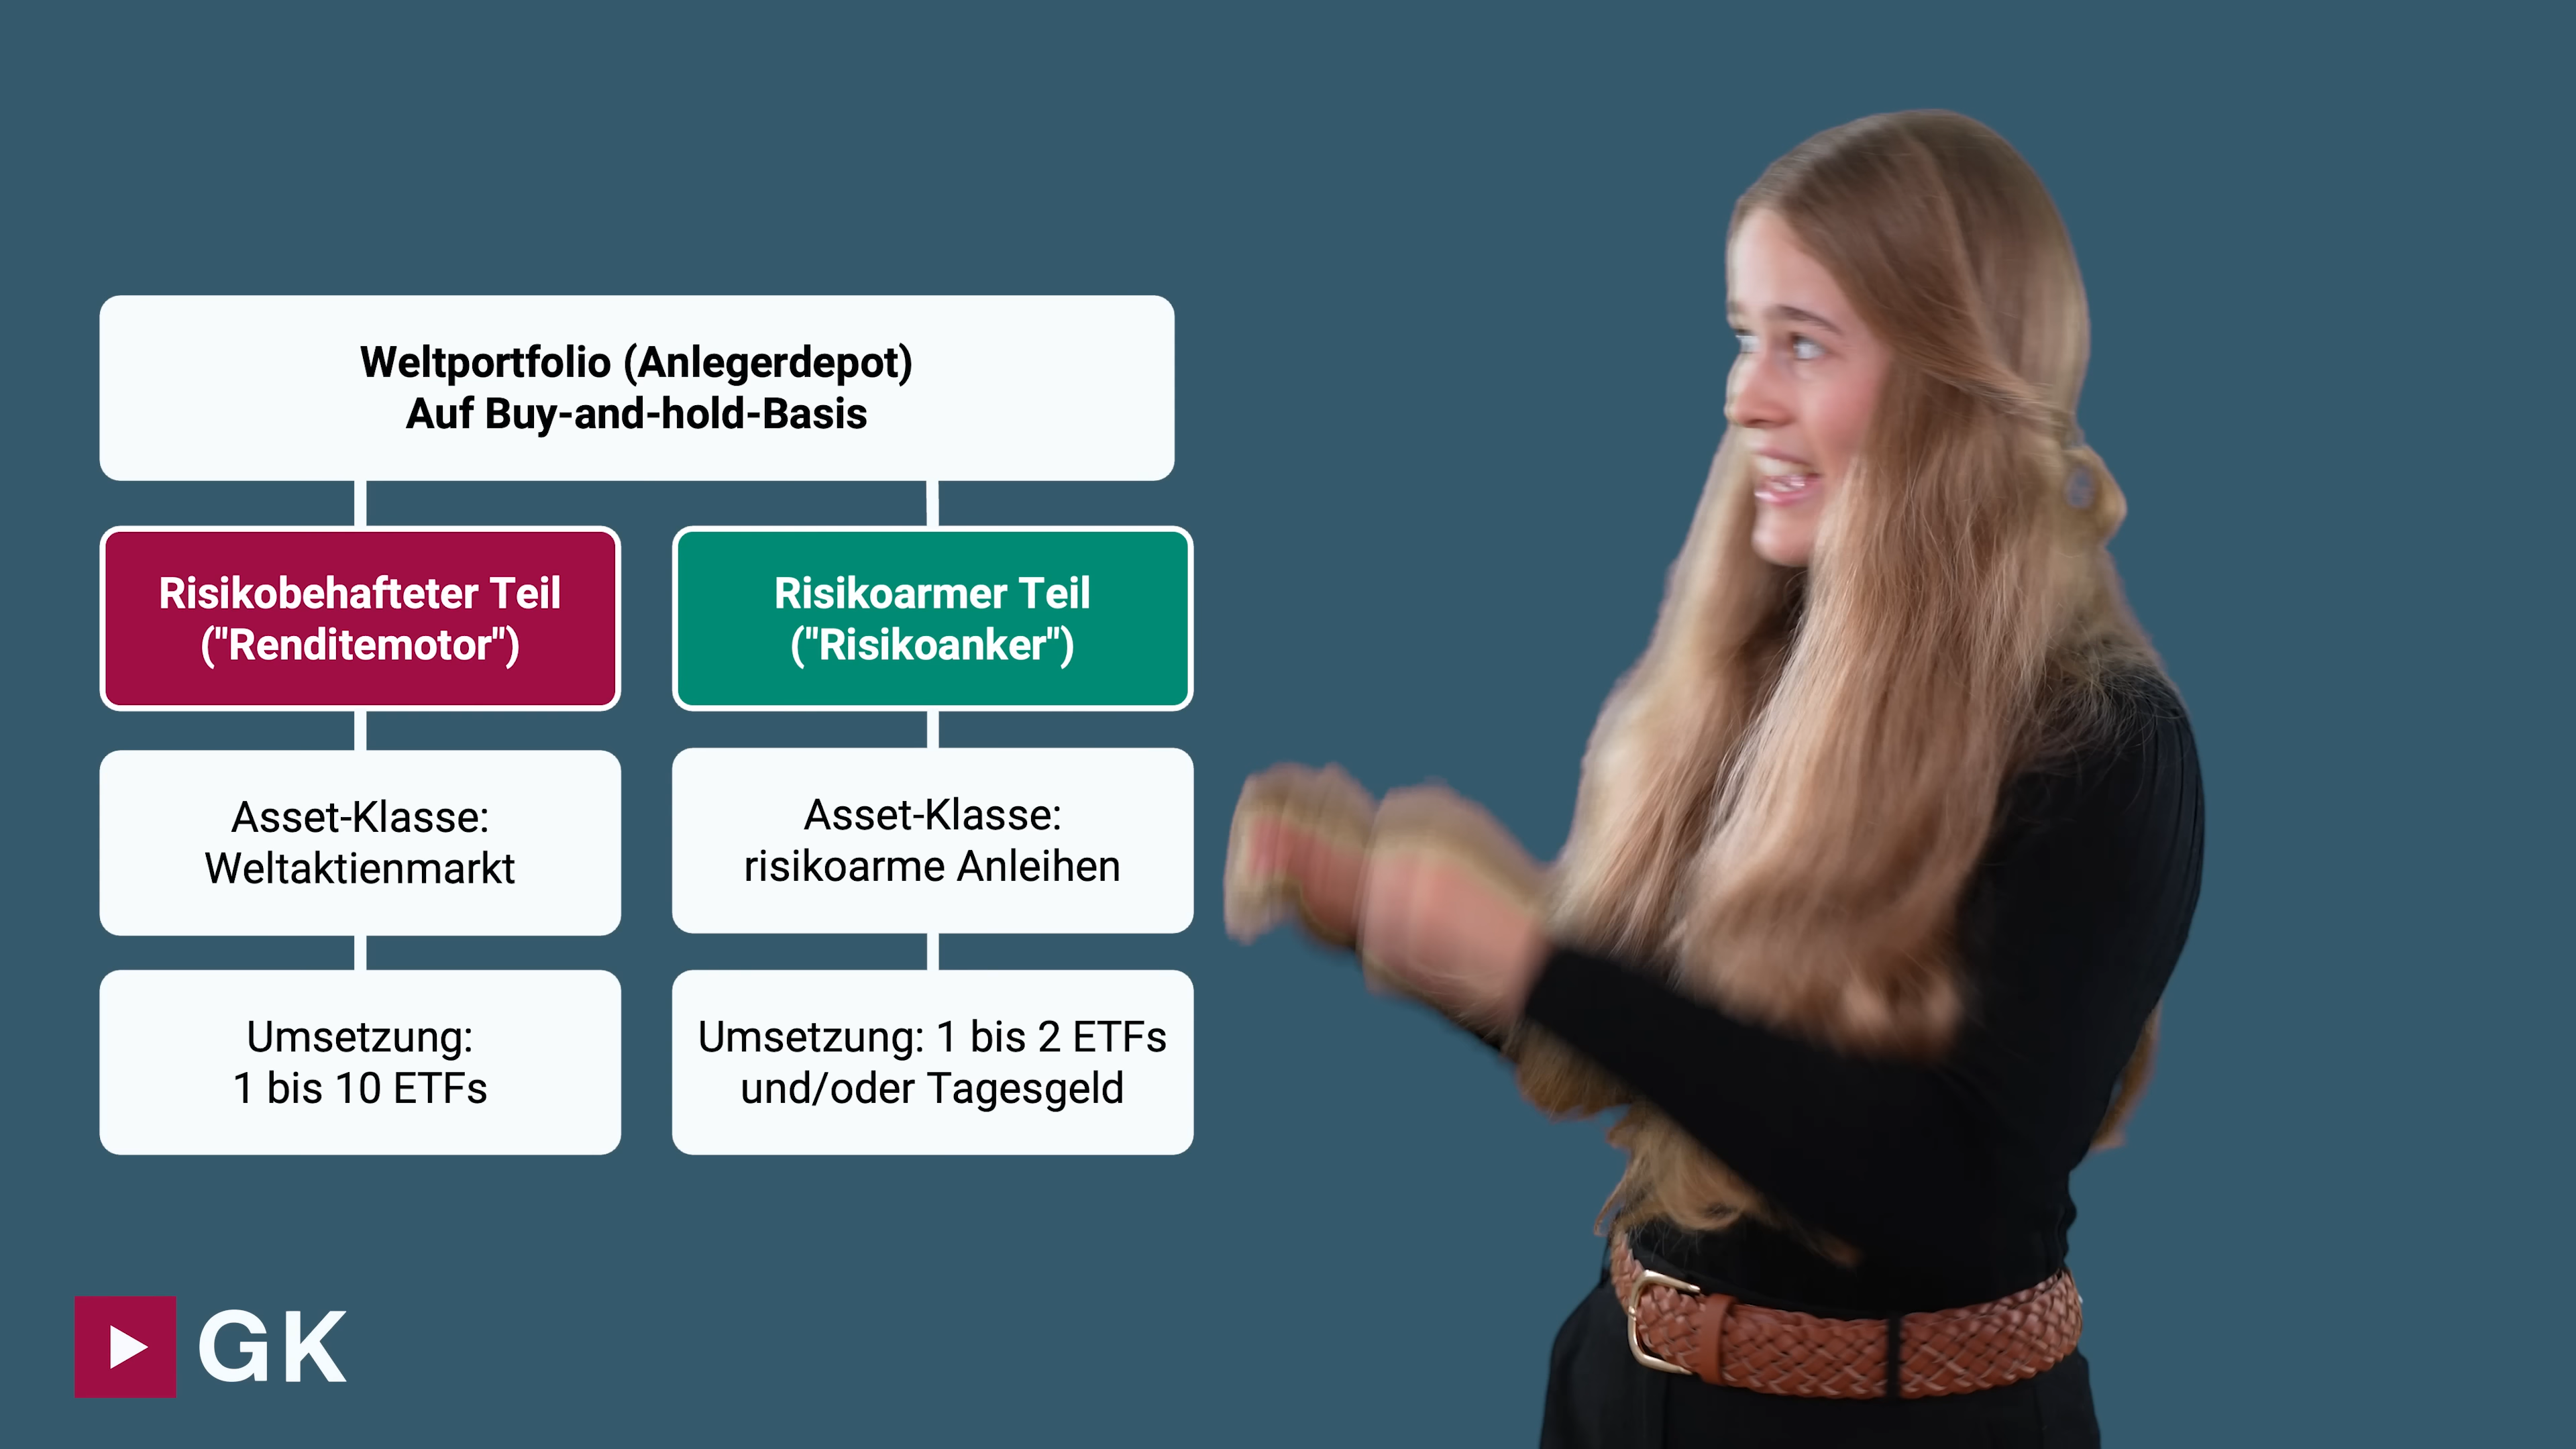 Weltportfolio (Anlegerdepot)
Auf Buy-and-hold-Basis
Risikobehafteter Teil
("Renditemotor")
Risikoarmer Teil
("Risikoanker")
Asset-Klasse:
Weltaktienmarkt
Asset-Klasse:
risikoarme Anleihen
Umsetzung:
1 bis 10 ETFs
Umsetzung: 1 bis 2 ETFs
und/oder Tagesgeld
GK